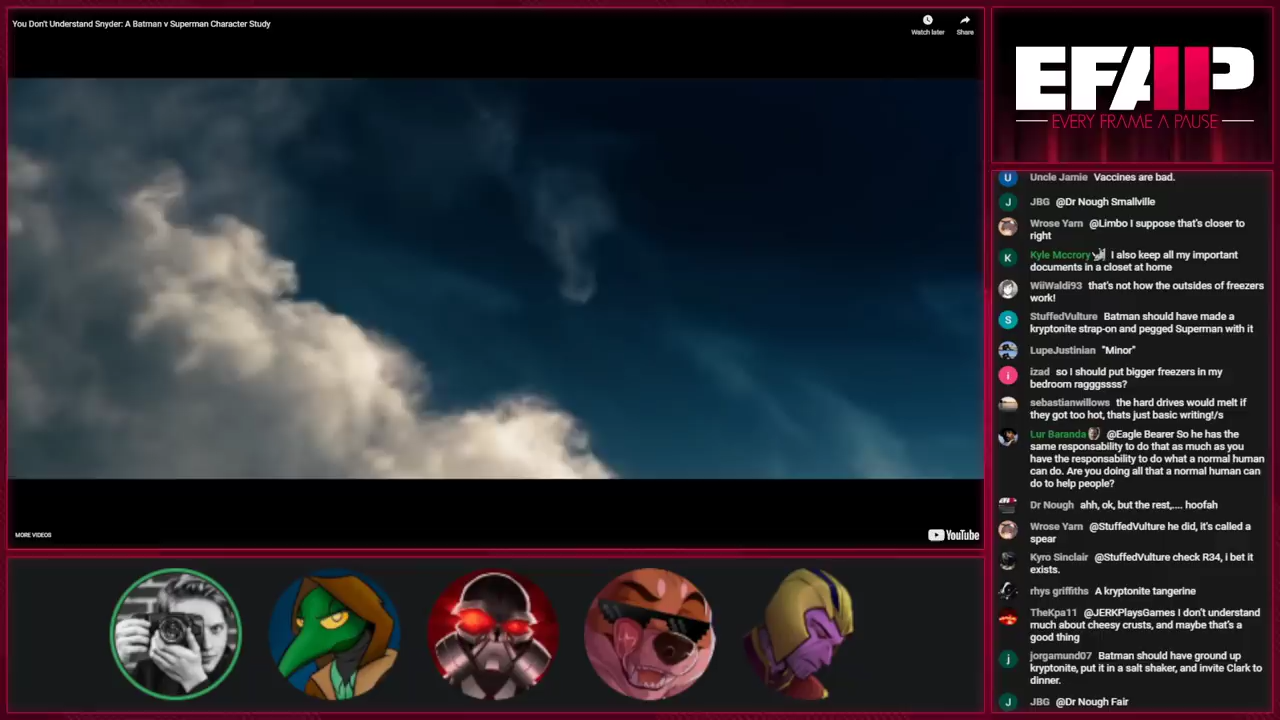 You Don't Understand Snyder: A Batman v Superman Character Study
Watch later
Share
MORE VIDEOS
YouTube
EFAP
EVERY FRAME A PAUSE
U
Uncle Jamie Vaccines are bad.
J
JBG @Dr Nough Smallville
Wrose Yarn @Limbo I suppose that's closer to
right
K
Kyle Mccrory I also keep all my important
documents in a closet at home
WiiWaldi93 that's not how the outsides of freezers
work!
S
StuffedVulture Batman should have made a
kryptonite strap-on and pegged Superman with it
LupeJustinian "Minor"
i
izad so I should put bigger freezers in my
bedroom ragggssss?
sebastianwillows the hard drives would melt if
they got too hot, thats just basic writing!/s
Lur Baranda @Eagle Bearer So he has the
same responsability to do that as much as you
have the responsability to do what a normal human
can do. Are you doing all that a normal human can
do to help people?
Dr Nough ahh, ok, but the rest,.... hoofah
Wrose Yarn @StuffedVulture he did, it's called a
spear
Kyro Sinclair @StuffedVulture check R34, i bet it
exists.
rhys griffiths A kryptonite tangerine
TheKpa11 @JERKPlaysGames I don't understand
much about cheesy crusts, and maybe that's a
good thing
j
jorgamund07 Batman should have ground up
kryptonite, put it in a salt shaker, and invite Clark to
dinner.
J
JBG @Dr Nough Fair